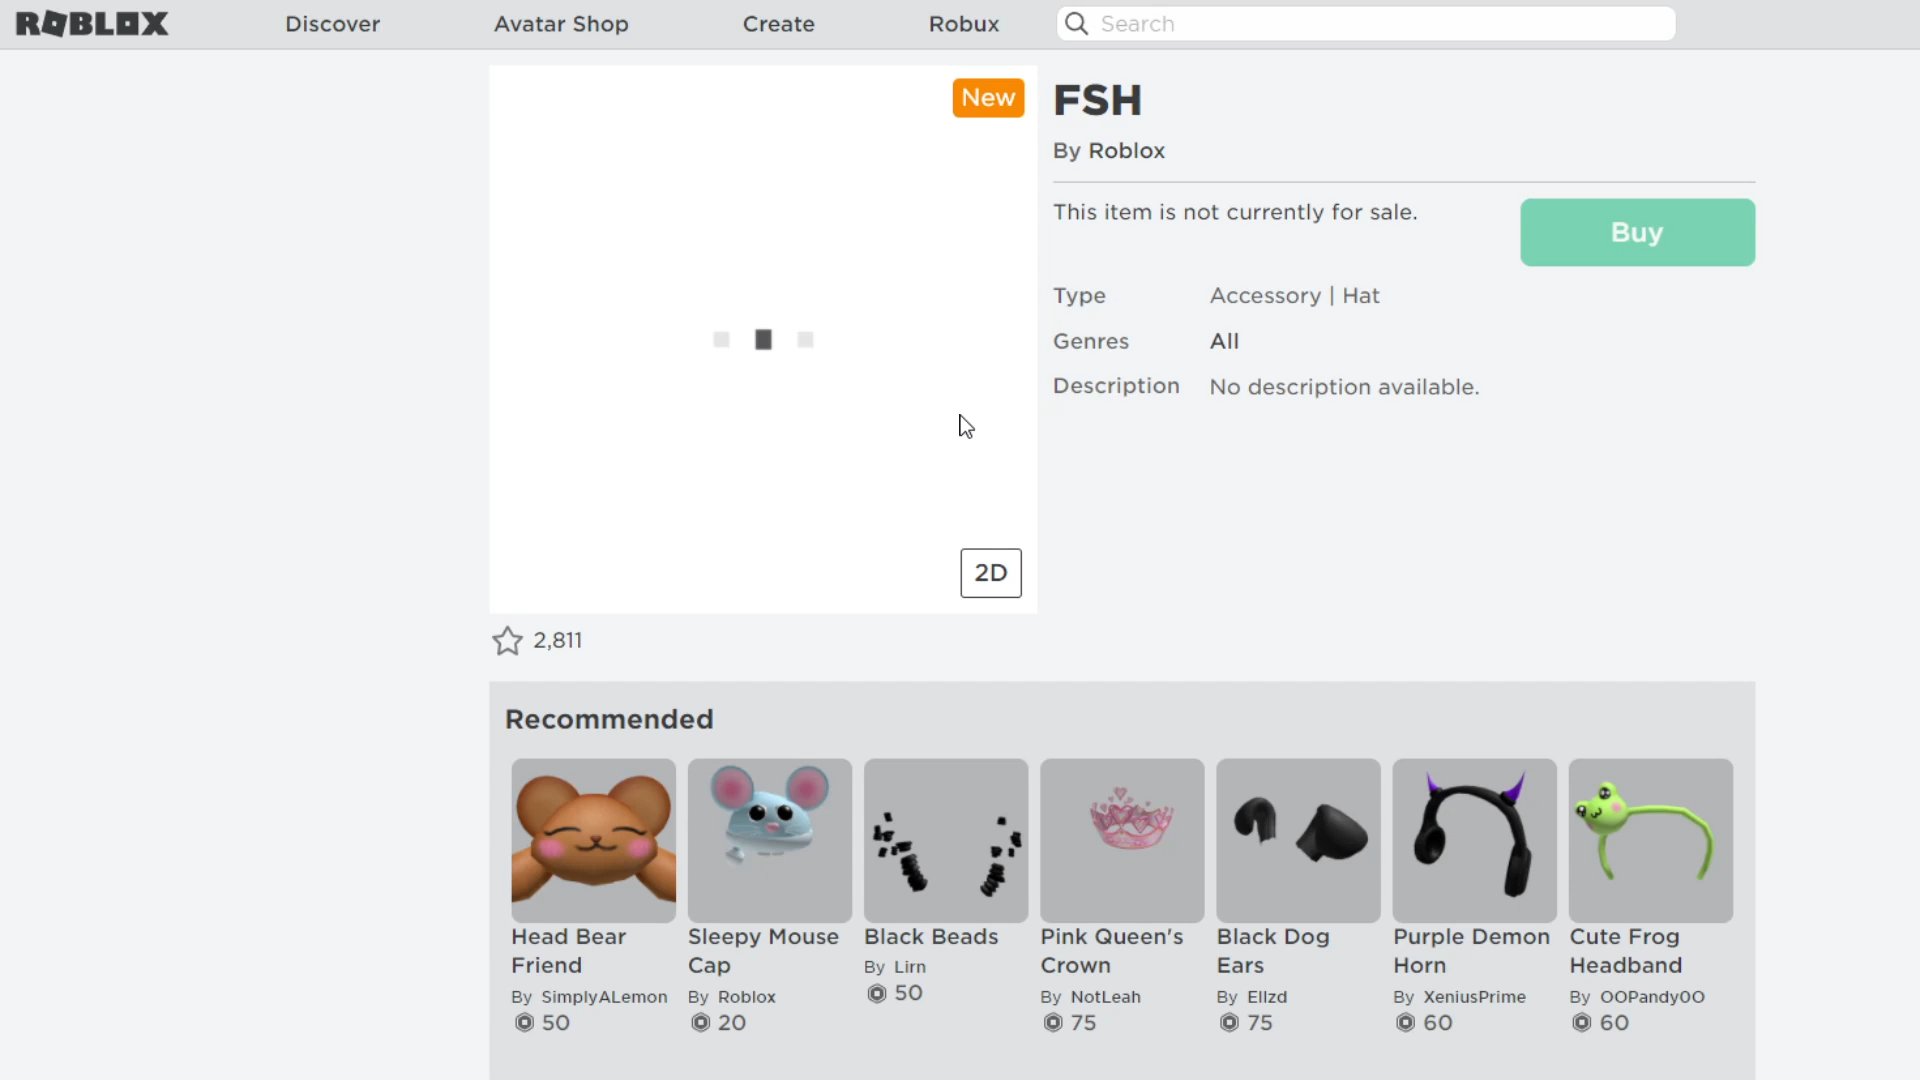 ROBLOX
Discover
Avatar Shop
Create
Robux
Search
New
FSH
By Roblox
This item is not currently for sale.
Buy
Type Accessory | Hat
Genres All
Description No description available.
2D
2,811
Recommended
Head Bear
Friend
By SimplyALemon
50
Sleepy Mouse
Cap
By Roblox
20
Black Beads
By Lirn
50
Pink Queen's
Crown
By NotLeah
75
Black Dog
Ears
By Ellzd
75
Purple Demon
Horn
By XeniusPrime
60
Cute Frog
Headband
By OOPandyOO
60